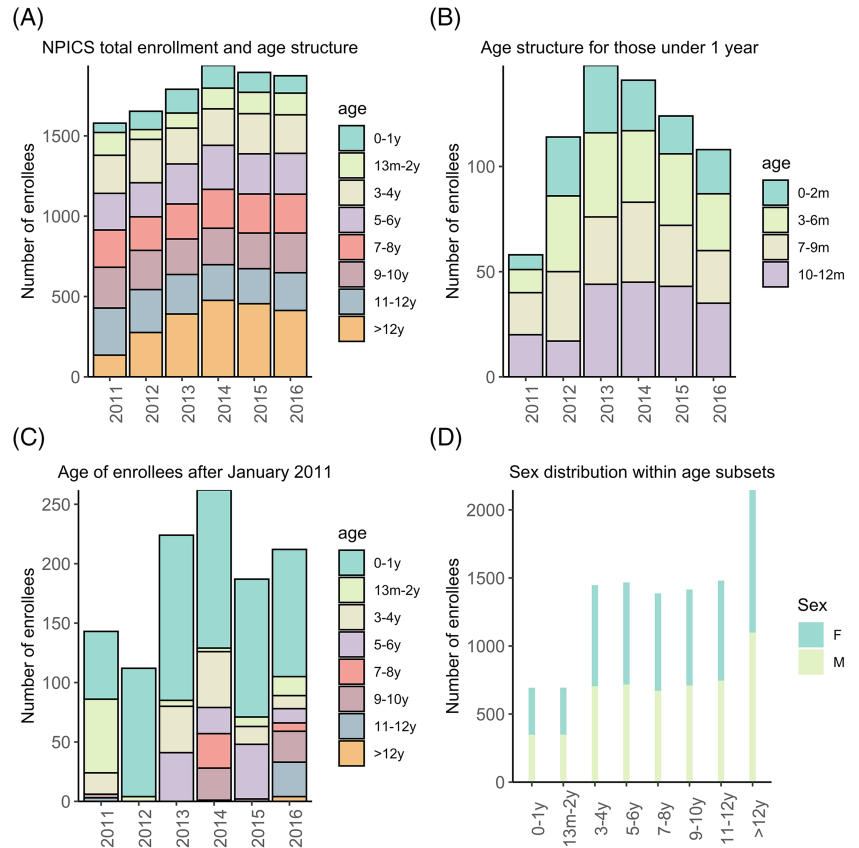 (A)
NPICS total enrollment and age structure
Number of enrollees
1500
1000
500
0
2011
2012
2013
2014
2015
2016
age
0-1y
13m-2y
3-4y
5-6y
7-8y
9-10y
11-12y
>12y
(B)
Age structure for those under 1 year
Number of enrollees
100
50
0
2011
2012
2013
2014
2015
2016
age
0-2m
3-6m
7-9m
10-12m
(C)
Age of enrollees after January 2011
Number of enrollees
250
200
150
100
50
0
2011
2012
2013
2014
2015
2016
age
0-1y
13m-2y
3-4y
5-6y
7-8y
9-10y
11-12y
>12y
(D)
Sex distribution within age subsets
Number of enrollees
2000
1500
1000
500
0
0-1y
13m-2y
3-4y
5-6y
7-8y
9-10y
11-12y
>12y
Sex
F
M